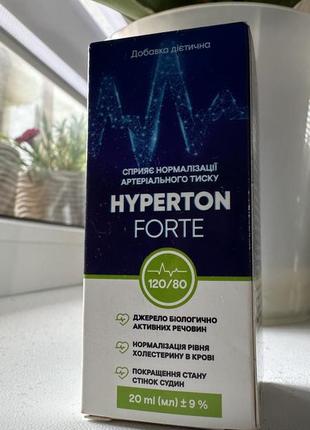 Добавка дієтична
СПРИЯЄ НОРМАЛІЗАЦІЇ
АРТЕРІАЛЬНОГО ТИСКУ
HYPERTON
FORTE
120/80
ДЖЕРЕЛО БІОЛОГІЧНО
АКТИВНИХ РЕЧОВИН
НОРМАЛІЗАЦІЯ РІВНЯ
ХОЛЕСТЕРИНУ В КРОВІ
ПОКРАЩЕННЯ СТАНУ
СТІНОК СУДИН
20 ml (мл) ± 9 %